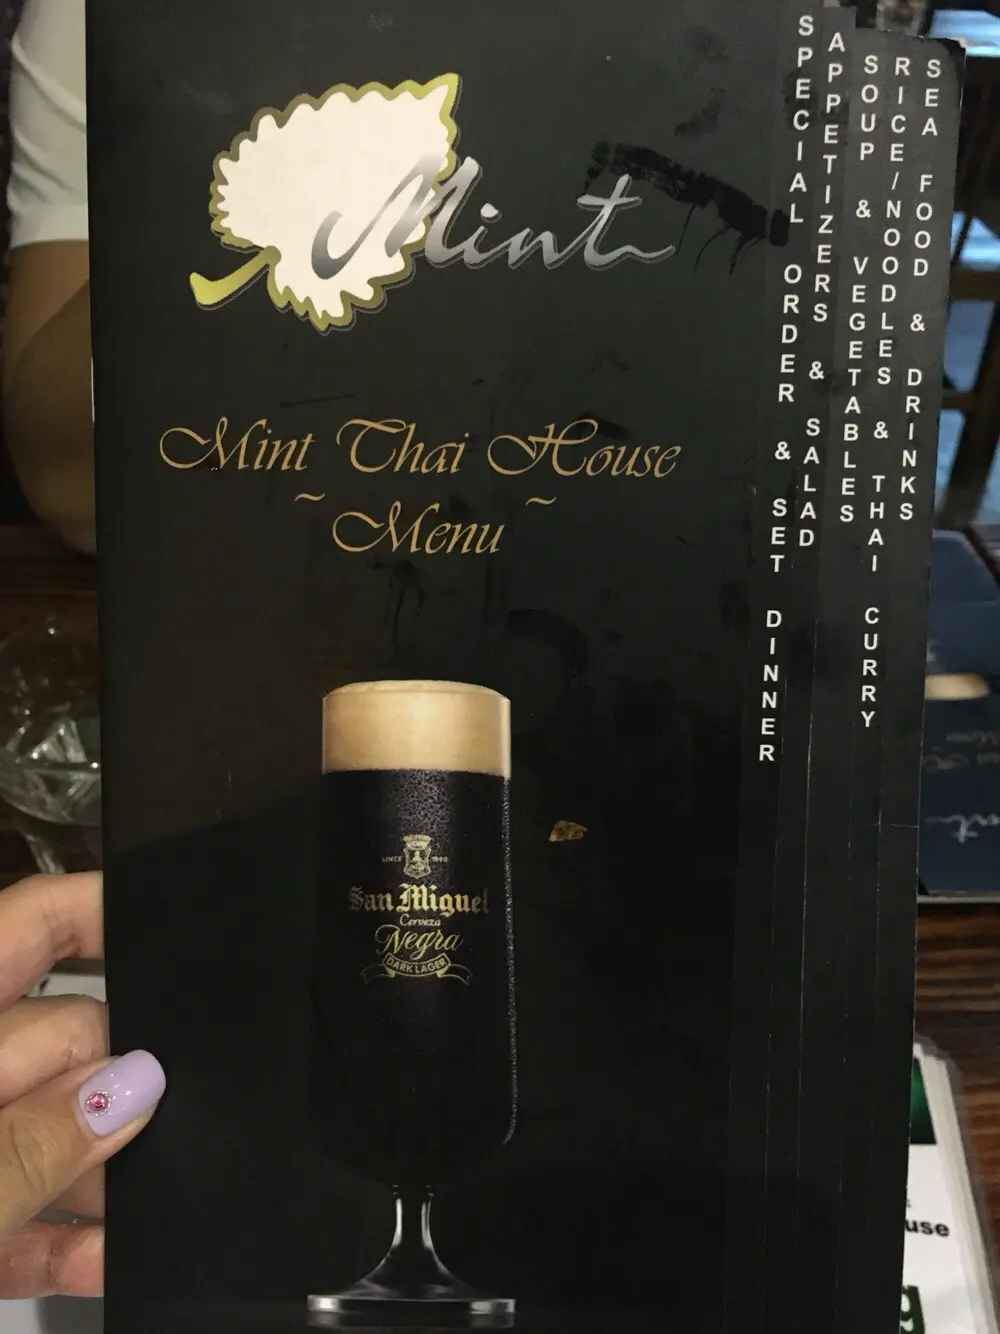 Mint
Mint Thai House
~ Menu ~
SINCE 1890
San Miguel
Cerveza
Negra
DARK LAGER
SPECIAL ORDER & SET DINNER
APPETIZERS & SALAD
SOUP & VEGETABLES
RICE/NOODLES & THAI CURRY
SEA FOOD & DRINKS
use